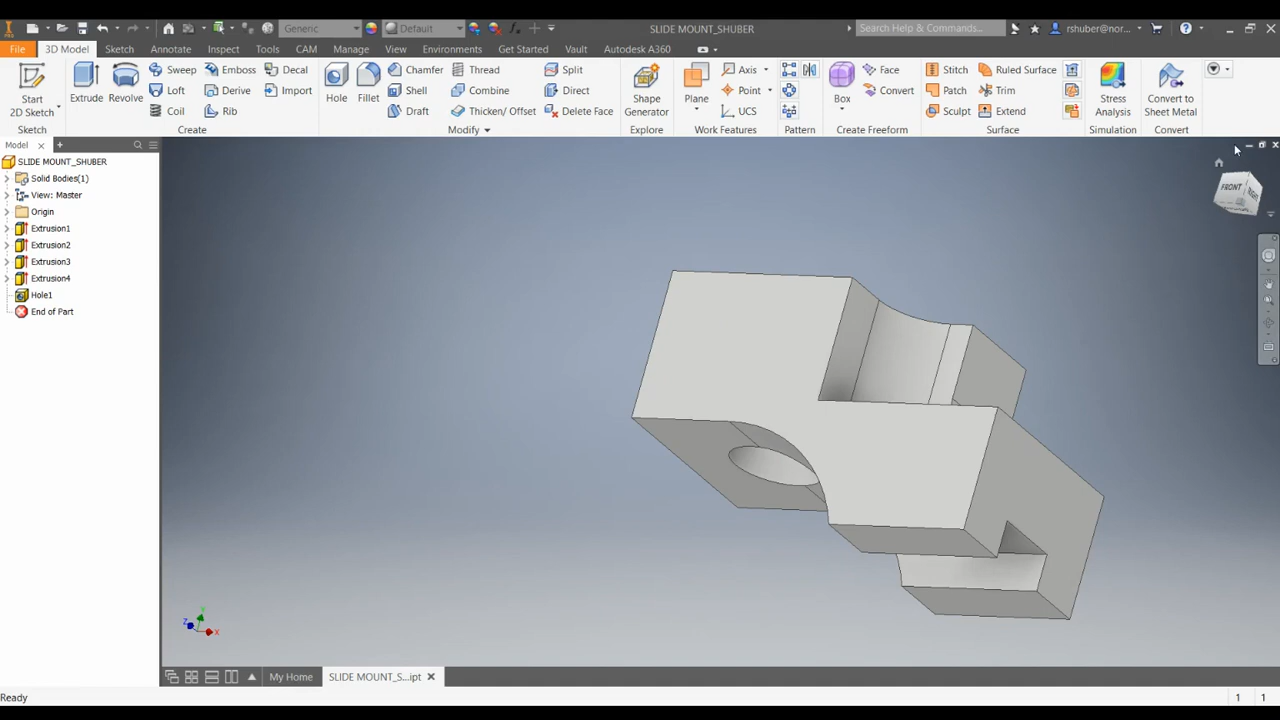 Generic
Default
SLIDE MOUNT_SHUBER
Search Help & Commands...
rshuber@nor...
File
3D Model
Sketch
Annotate
Inspect
Tools
CAM
Manage
View
Environments
Get Started
Vault
Autodesk A360
Start
2D Sketch
Sketch
Extrude
Revolve
Sweep
Loft
Coil
Emboss
Derive
Rib
Decal
Import
Create
Hole
Fillet
Chamfer
Shell
Draft
Thread
Combine
Thicken/ Offset
Split
Direct
Delete Face
Modify
Shape
Generator
Explore
Plane
Axis
Point
UCS
Work Features
Pattern
Box
Face
Convert
Create Freeform
Stitch
Patch
Sculpt
Ruled Surface
Trim
Extend
Surface
Stress
Analysis
Simulation
Convert to
Sheet Metal
Convert
Model
SLIDE MOUNT_SHUBER
Solid Bodies(1)
View: Master
Origin
Extrusion1
Extrusion2
Extrusion3
Extrusion4
Hole1
End of Part
FRONT
RIGHT
Y
Z
X
My Home
SLIDE MOUNT_S...ipt
Ready
1
1